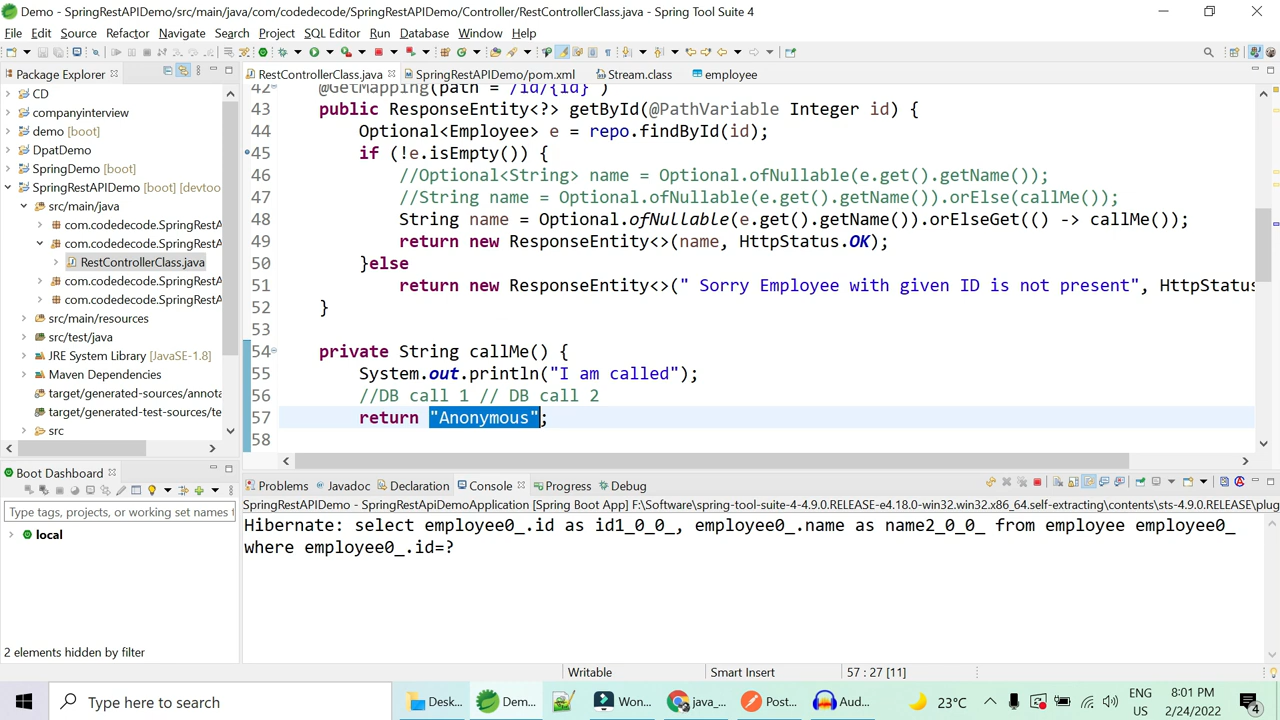 Demo - SpringRestAPIDemo/src/main/java/com/codedecode/SpringRestAPIDemo/Controller/RestControllerClass.java - Spring Tool Suite 4
File Edit Source Refactor Navigate Search Project SQL Editor Run Database Window Help
Package Explorer
CD
companyinterview
demo [boot]
DpatDemo
SpringDemo [boot]
SpringRestAPIDemo [boot] [devtoo
src/main/java
com.codedecode.SpringRestA
com.codedecode.SpringRestA
RestControllerClass.java
com.codedecode.SpringRestA
com.codedecode.SpringRestA
src/main/resources
src/test/java
JRE System Library [JavaSE-1.8]
Maven Dependencies
target/generated-sources/annota
target/generated-test-sources/te
src
Boot Dashboard
Type tags, projects, or working set names t
local
2 elements hidden by filter
RestControllerClass.java SpringRestAPIDemo/pom.xml Stream.class employee
42 @GetMapping(path = "/id/{id}")
43 public ResponseEntity<?> getById(@PathVariable Integer id) {
44 Optional<Employee> e = repo.findById(id);
45 if (!e.isEmpty()) {
46 //Optional<String> name = Optional.ofNullable(e.get().getName());
47 //String name = Optional.ofNullable(e.get().getName()).orElse(callMe());
48 String name = Optional.ofNullable(e.get().getName()).orElseGet(() -> callMe());
49 return new ResponseEntity<>(name, HttpStatus.OK);
50 }else
51 return new ResponseEntity<>(" Sorry Employee with given ID is not present", HttpStatus
52 }
53
54 private String callMe() {
55 System.out.println("I am called");
56 //DB call 1 // DB call 2
57 return "Anonymous";
58
Problems Javadoc Declaration Console Progress Debug
SpringRestAPIDemo - SpringRestApiDemoApplication [Spring Boot App] F:\Software\spring-tool-suite-4-4.9.0.RELEASE-e4.18.0-win32.win32.x86_64.self-extracting\contents\sts-4.9.0.RELEASE\plug
Hibernate: select employee0_.id as id1_0_0_, employee0_.name as name2_0_0_ from employee employee0_
where employee0_.id=?
Writable Smart Insert 57 : 27 [11]
Type here to search
Desk... Dem... Won... java_... Post... Aud...
23°C
ENG
US
8:01 PM
2/24/2022
4